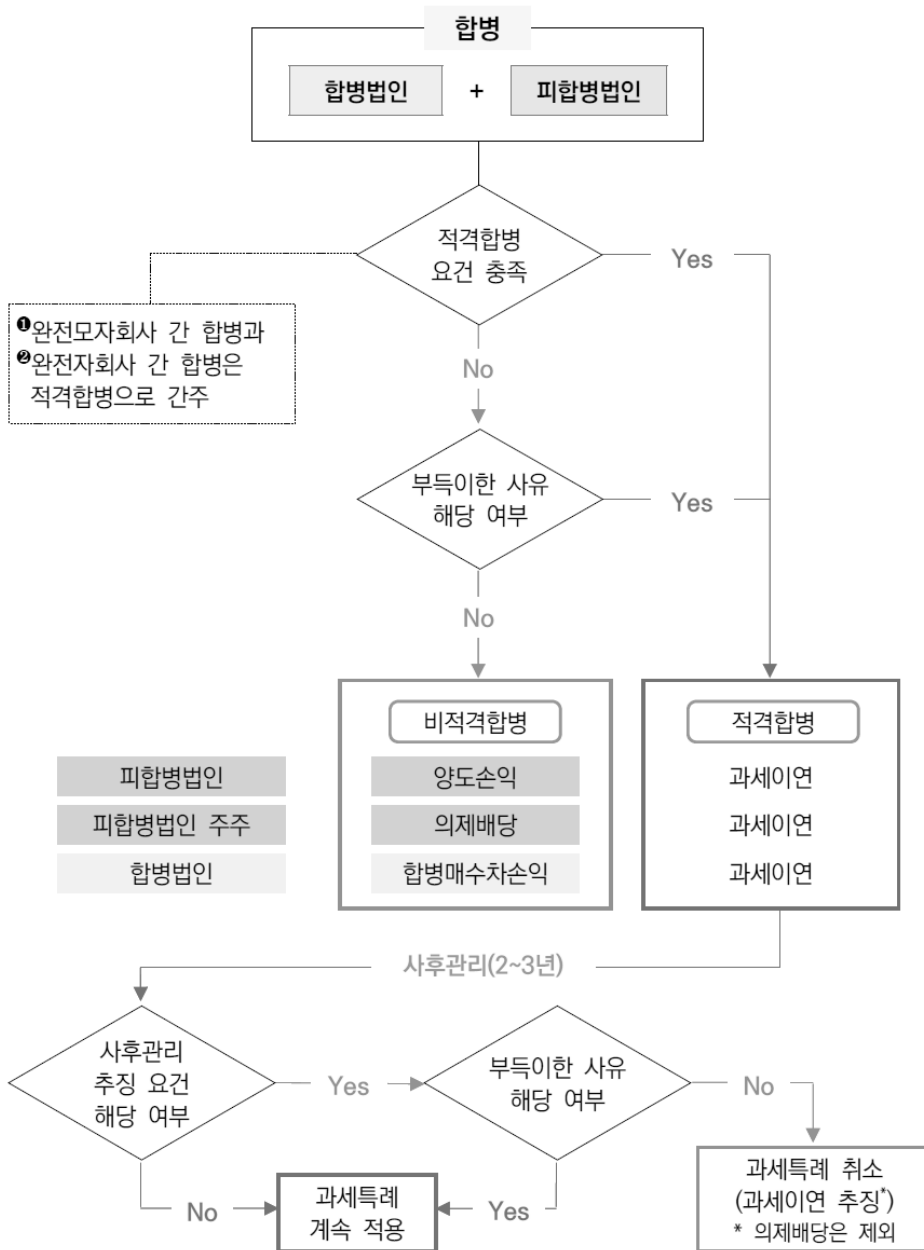 합병
합병법인 + 피합병법인
적격합병
요건 충족
Yes
❶완전모자회사 간 합병과
❷완전자회사 간 합병은
적격합병으로 간주
No
부득이한 사유
해당 여부
Yes
No
비적격합병 적격합병
피합병법인 양도손익 과세이연
피합병법인 주주 의제배당 과세이연
합병법인 합병매수차손익 과세이연
사후관리(2~3년)
사후관리
추징 요건
해당 여부
Yes
부득이한 사유
해당 여부
No
No
과세특례
계속 적용
Yes
과세특례 취소
(과세이연 추징*)
* 의제배당은 제외